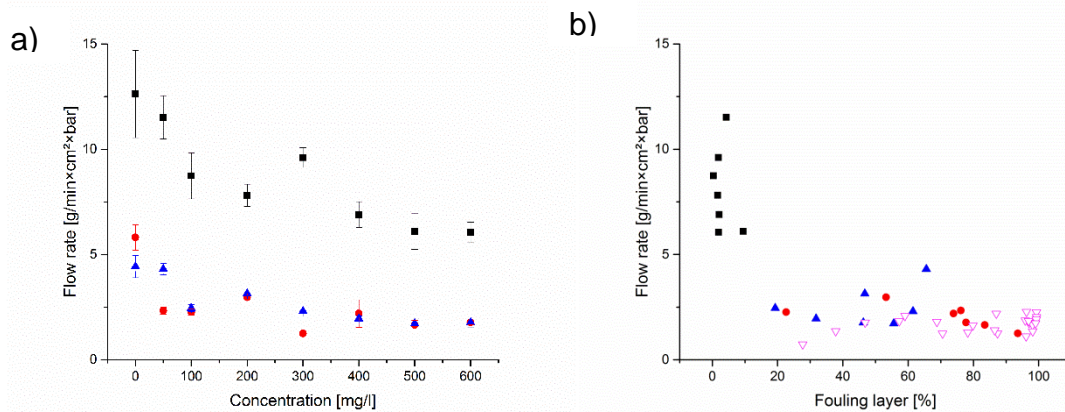 a)
15
10
5
0
Flow rate [g/min×cm²×bar]
0 100 200 300 400 500 600
Concentration [mg/l]
b)
15
10
5
0
Flow rate [g/min×cm²×bar]
0 20 40 60 80 100
Fouling layer [%]